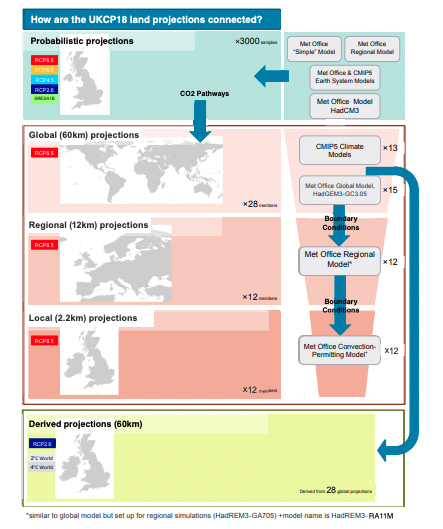 How are the UKCP18 land projections connected?
Probabilistic projections
×3000 samples
RCP8.5
RCP6.0
RCP4.5
RCP2.6
SRESA1B
Met Office
"Simple" Model
Met Office
Regional Model
Met Office & CMIP5
Earth System Models
Met Office Model
HadCM3
CO2 Pathways
Global (60km) projections
RCP8.5
×28 members
CMIP5 Climate
Models
×13
Met Office Global Model,
HadGEM3-GC3.05
×15
Boundary
Conditions
Regional (12km) projections
RCP8.5
×12 members
Met Office Regional
Model*
×12
Boundary
Conditions
Local (2.2km) projections
RCP8.5
×12 members
Met Office Convection-
Permitting Model+
×12
Derived projections (60km)
RCP2.6
2°C World
4°C World
Derived from 28 global projections
*similar to global model but set up for regional simulations (HadREM3-GA705) +model name is HadREM3-RA11M